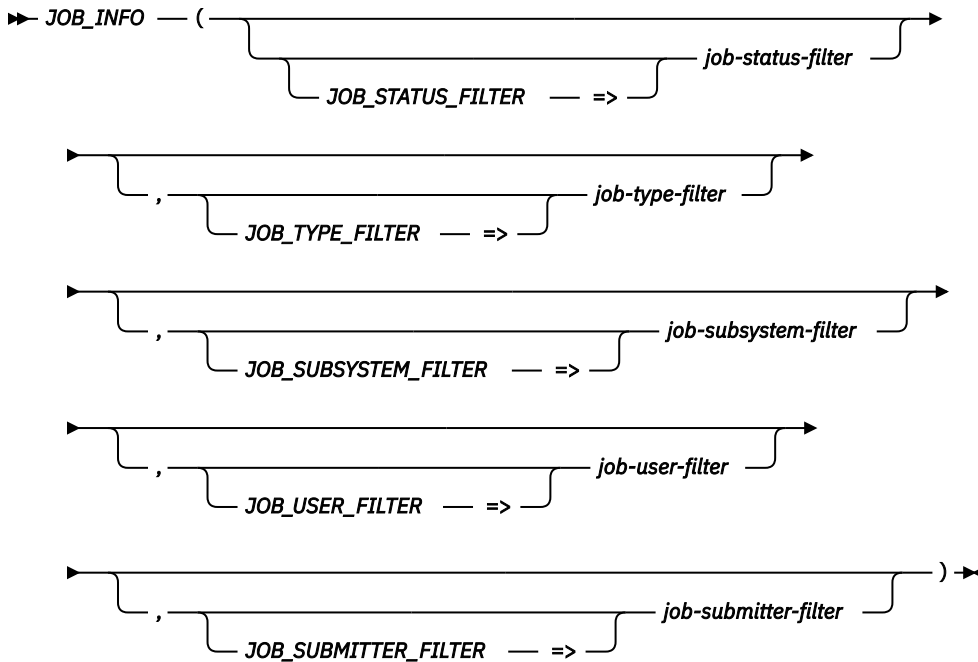 JOB_INFO ( job-status-filter
JOB_STATUS_FILTER =>
, job-type-filter
JOB_TYPE_FILTER =>
, job-subsystem-filter
JOB_SUBSYSTEM_FILTER =>
, job-user-filter
JOB_USER_FILTER =>
)
, job-submitter-filter
JOB_SUBMITTER_FILTER =>